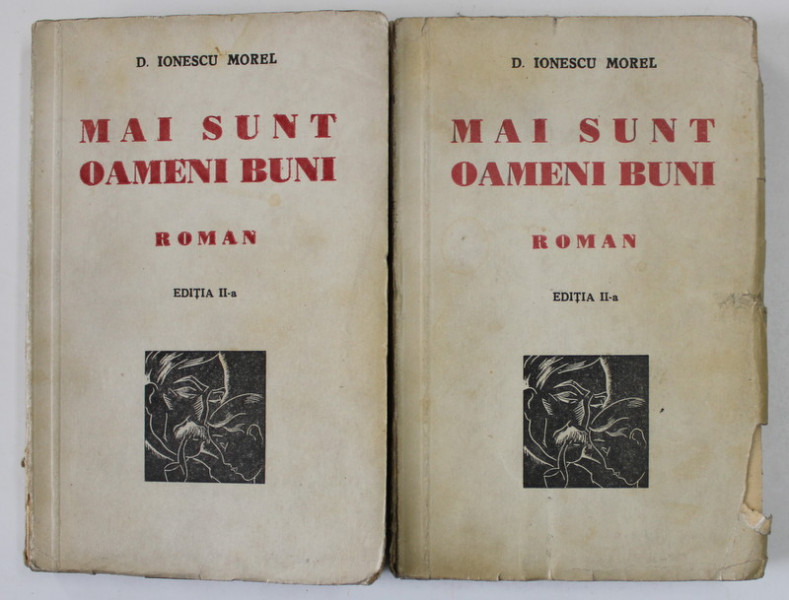 D. IONESCU MOREL
MAI SUNT
OAMENI BUNI
ROMAN
EDIȚIA II-a
D. IONESCU MOREL
MAI SUNT
OAMENI BUNI
ROMAN
EDIȚIA II-a